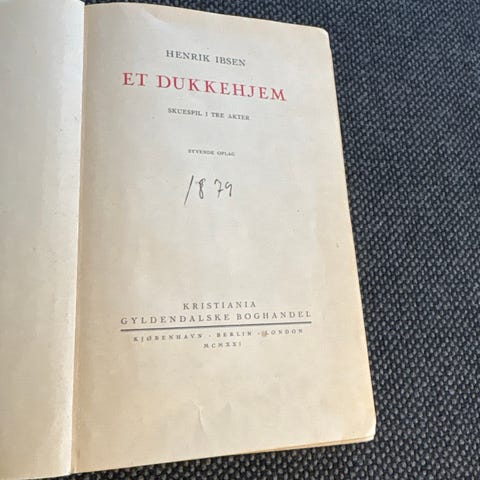 HENRIK IBSEN
ET DUKKEHJEM
SKUESPIL I TRE AKTER
SYVENDE OPLAG
1879
KRISTIANIA
GYLDENDALSKE BOGHANDEL
KJØBENHAVN - BERLIN - LONDON
MCMXXI